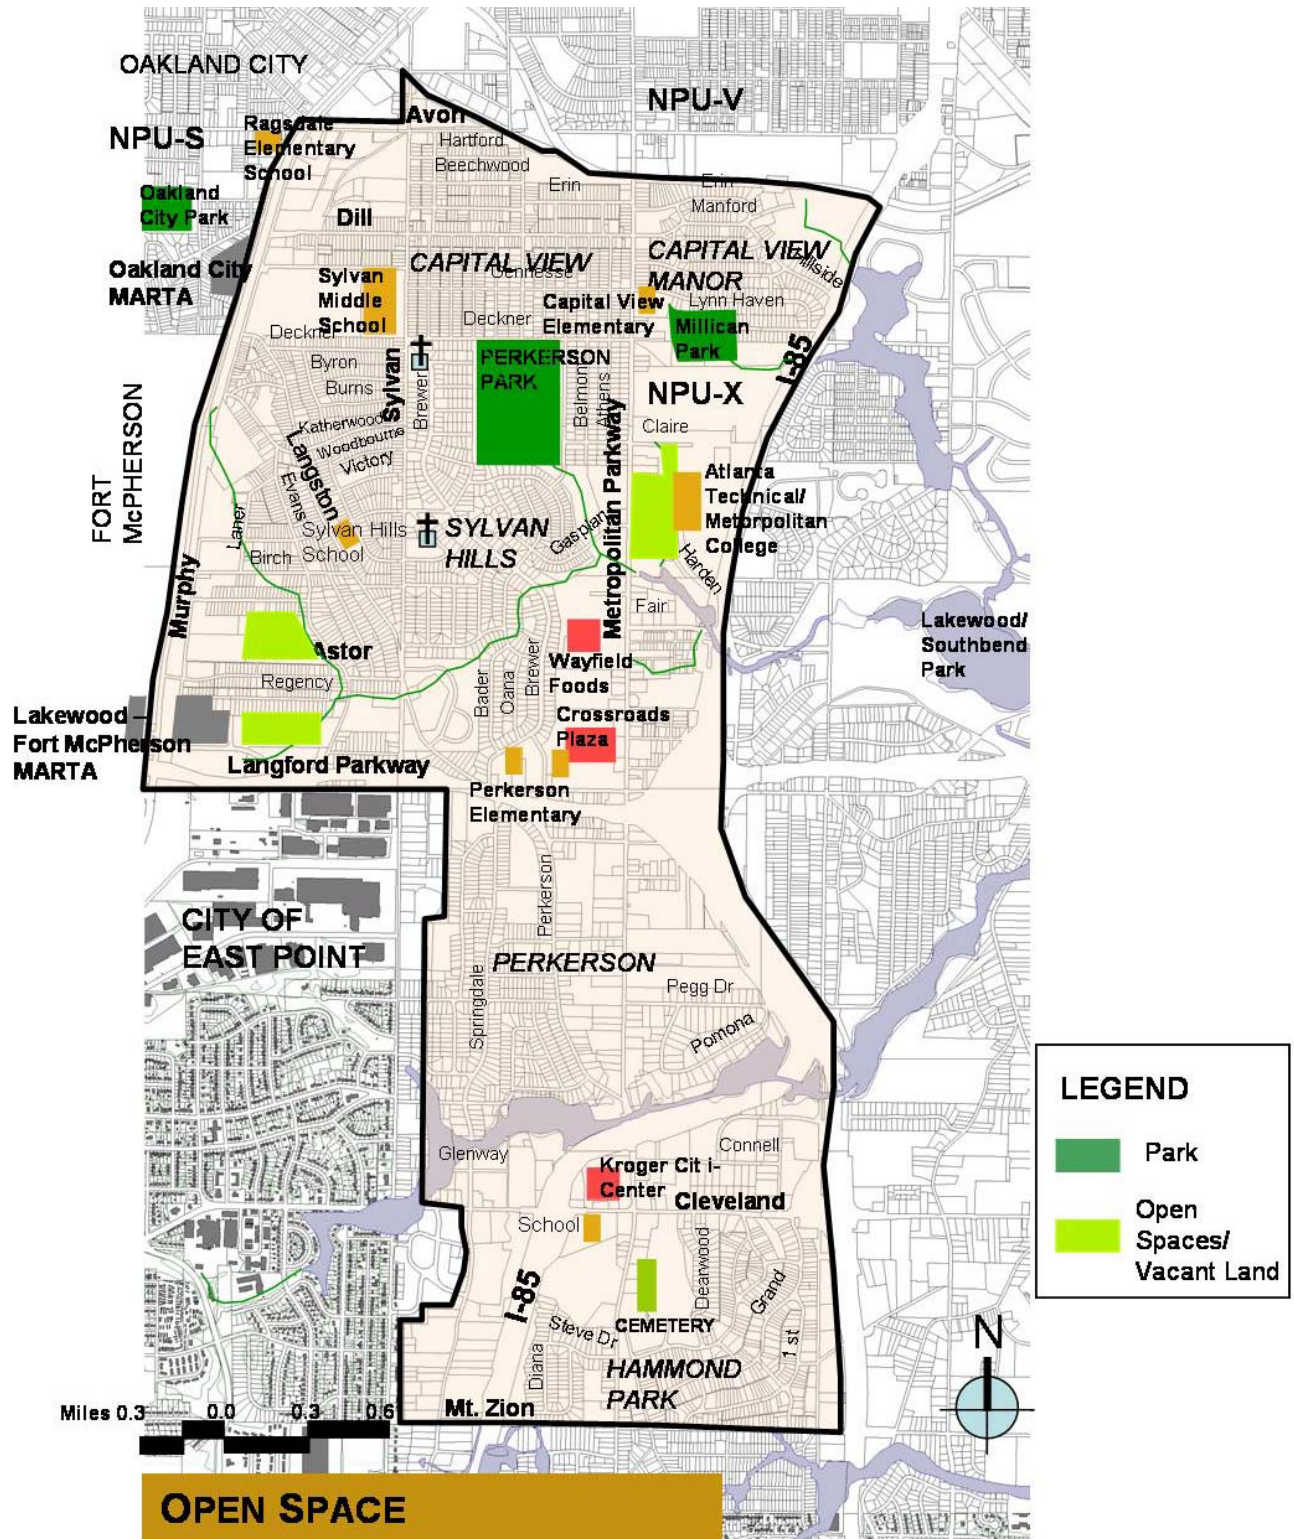 OAKLAND CITY
NPU-V
Avon
NPU-S
Ragsdale
Elementary
School
Hartford
Beechwood
Erin
Erin
Manford
Oakland
City Park
Dill
CAPITAL VIEW
CAPITAL VIEW
MANOR
Hillside
Oakland City
MARTA
Sylvan
Middle
School
Gennesse
Capital View
Elementary
Lynn Haven
Deckner
Deckner
Millican
Park
I-85
Byron
Burns
Sylvan
Brewer
PERKERSON
PARK
Belmont
Athens
NPU-X
Claire
FORT
McPHERSON
Katherwood
Woodbourne
Victory
Langston
Evans
Metropolitan Parkway
Atlanta
Technical/
Metorpolitan
College
Laner
Sylvan Hills
School
Birch
SYLVAN
HILLS
Gasplan
Harden
Murphy
Fair
Lakewood/
Southbend
Park
Astor
Regency
Bader
Oana
Brewer
Wayfield
Foods
Crossroads
Plaza
Lakewood –
Fort McPherson
MARTA
Langford Parkway
Perkerson
Elementary
Perkerson
CITY OF
EAST POINT
PERKERSON
Springdale
Pegg Dr
Pomona
Glenway
Connell
Kroger Cit i-
Center
Cleveland
School
Dearwood
Grand
I-85
CEMETERY
Steve Dr
1 st
Diana
HAMMOND
PARK
Mt. Zion
LEGEND
Park
Open
Spaces/
Vacant Land
N
Miles 0.3 0.0 0.3 0.6
OPEN SPACE